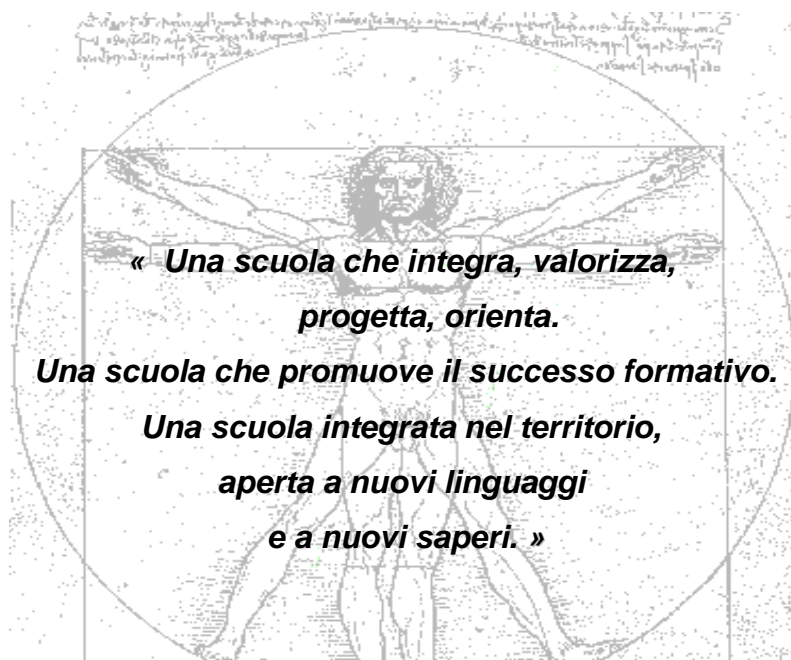 « Una scuola che integra, valorizza,
progetta, orienta.
Una scuola che promuove il successo formativo.
Una scuola integrata nel territorio,
aperta a nuovi linguaggi
e a nuovi saperi. »